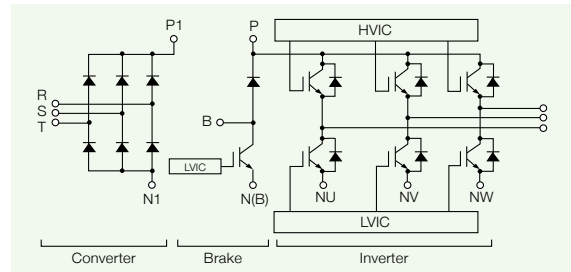 P1
P
HVIC
R
S
T
B
LVIC
N1
N(B)
NU
NV
NW
LVIC
Converter
Brake
Inverter